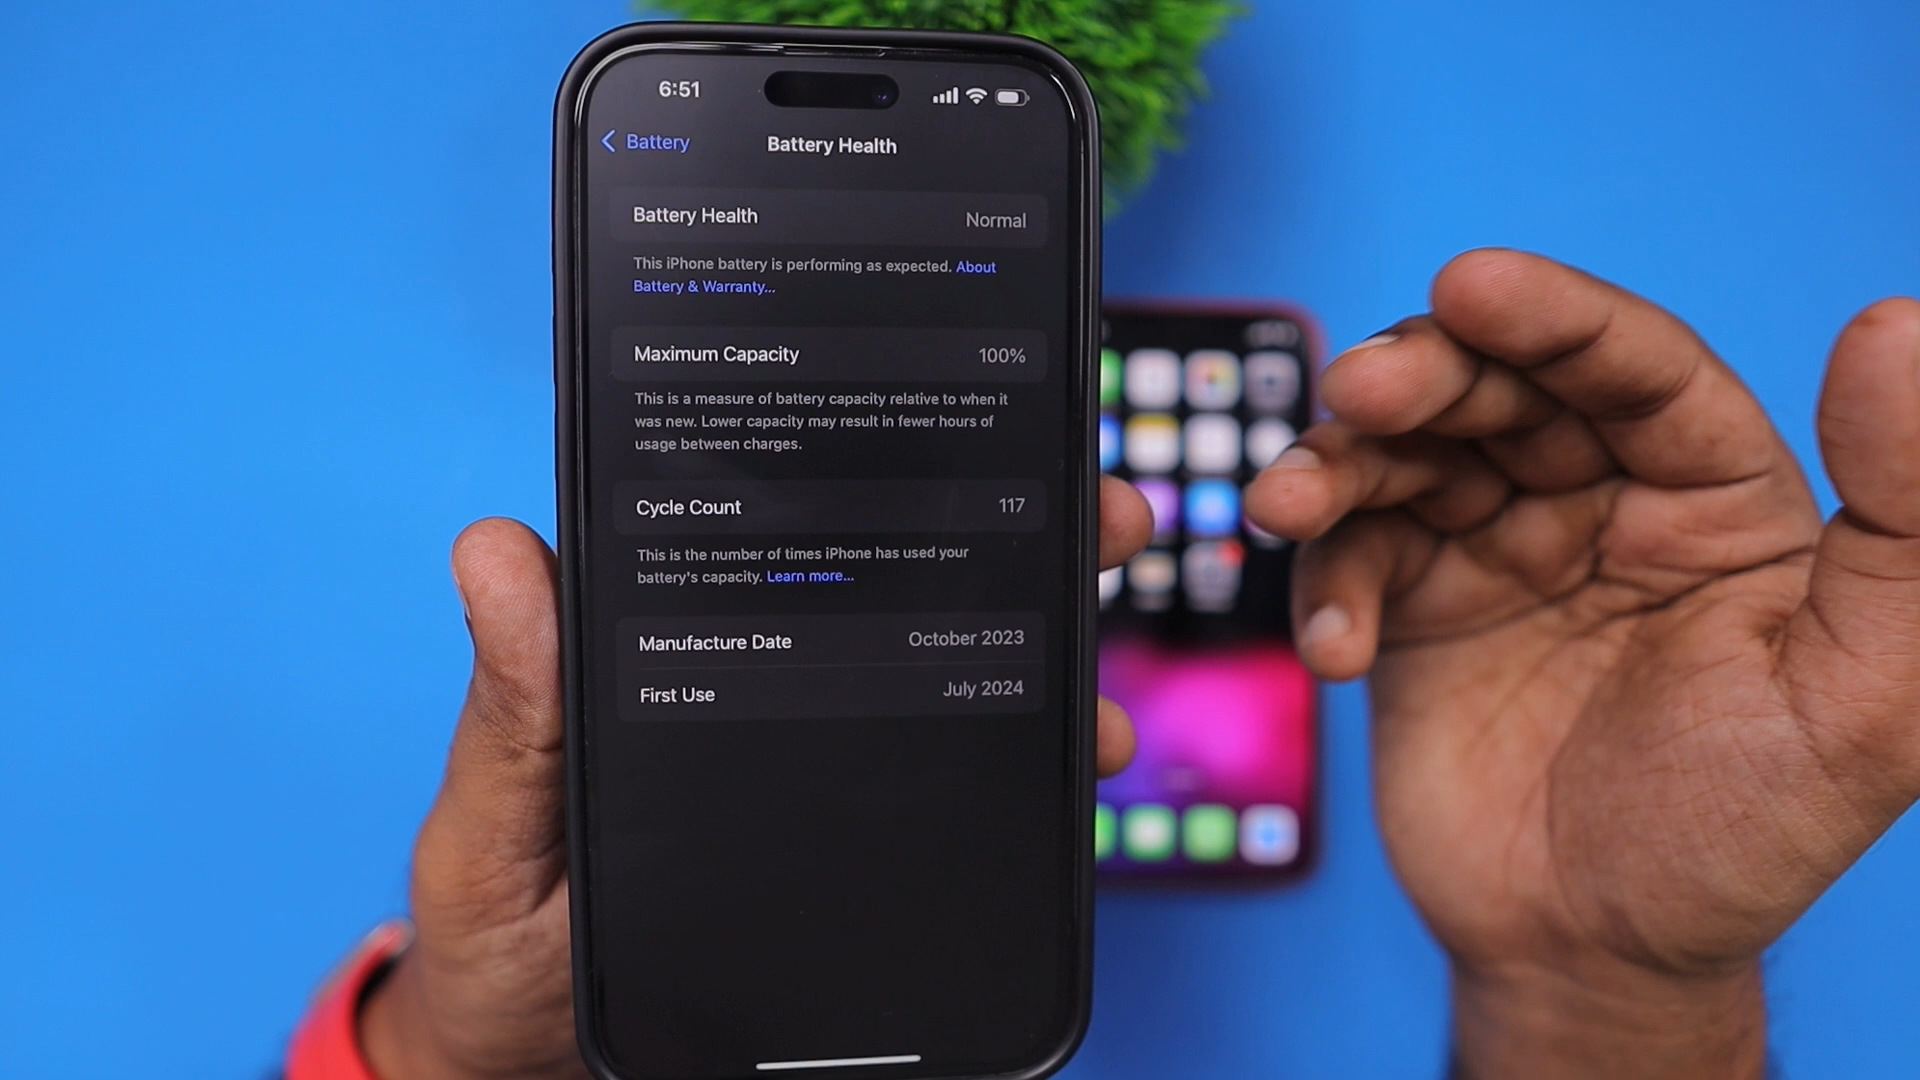 6:51
Battery
Battery Health
Battery Health Normal
This iPhone battery is performing as expected. About
Battery & Warranty...
Maximum Capacity 100%
This is a measure of battery capacity relative to when it
was new. Lower capacity may result in fewer hours of
usage between charges.
Cycle Count 117
This is the number of times iPhone has used your
battery's capacity. Learn more...
Manufacture Date October 2023
First Use July 2024